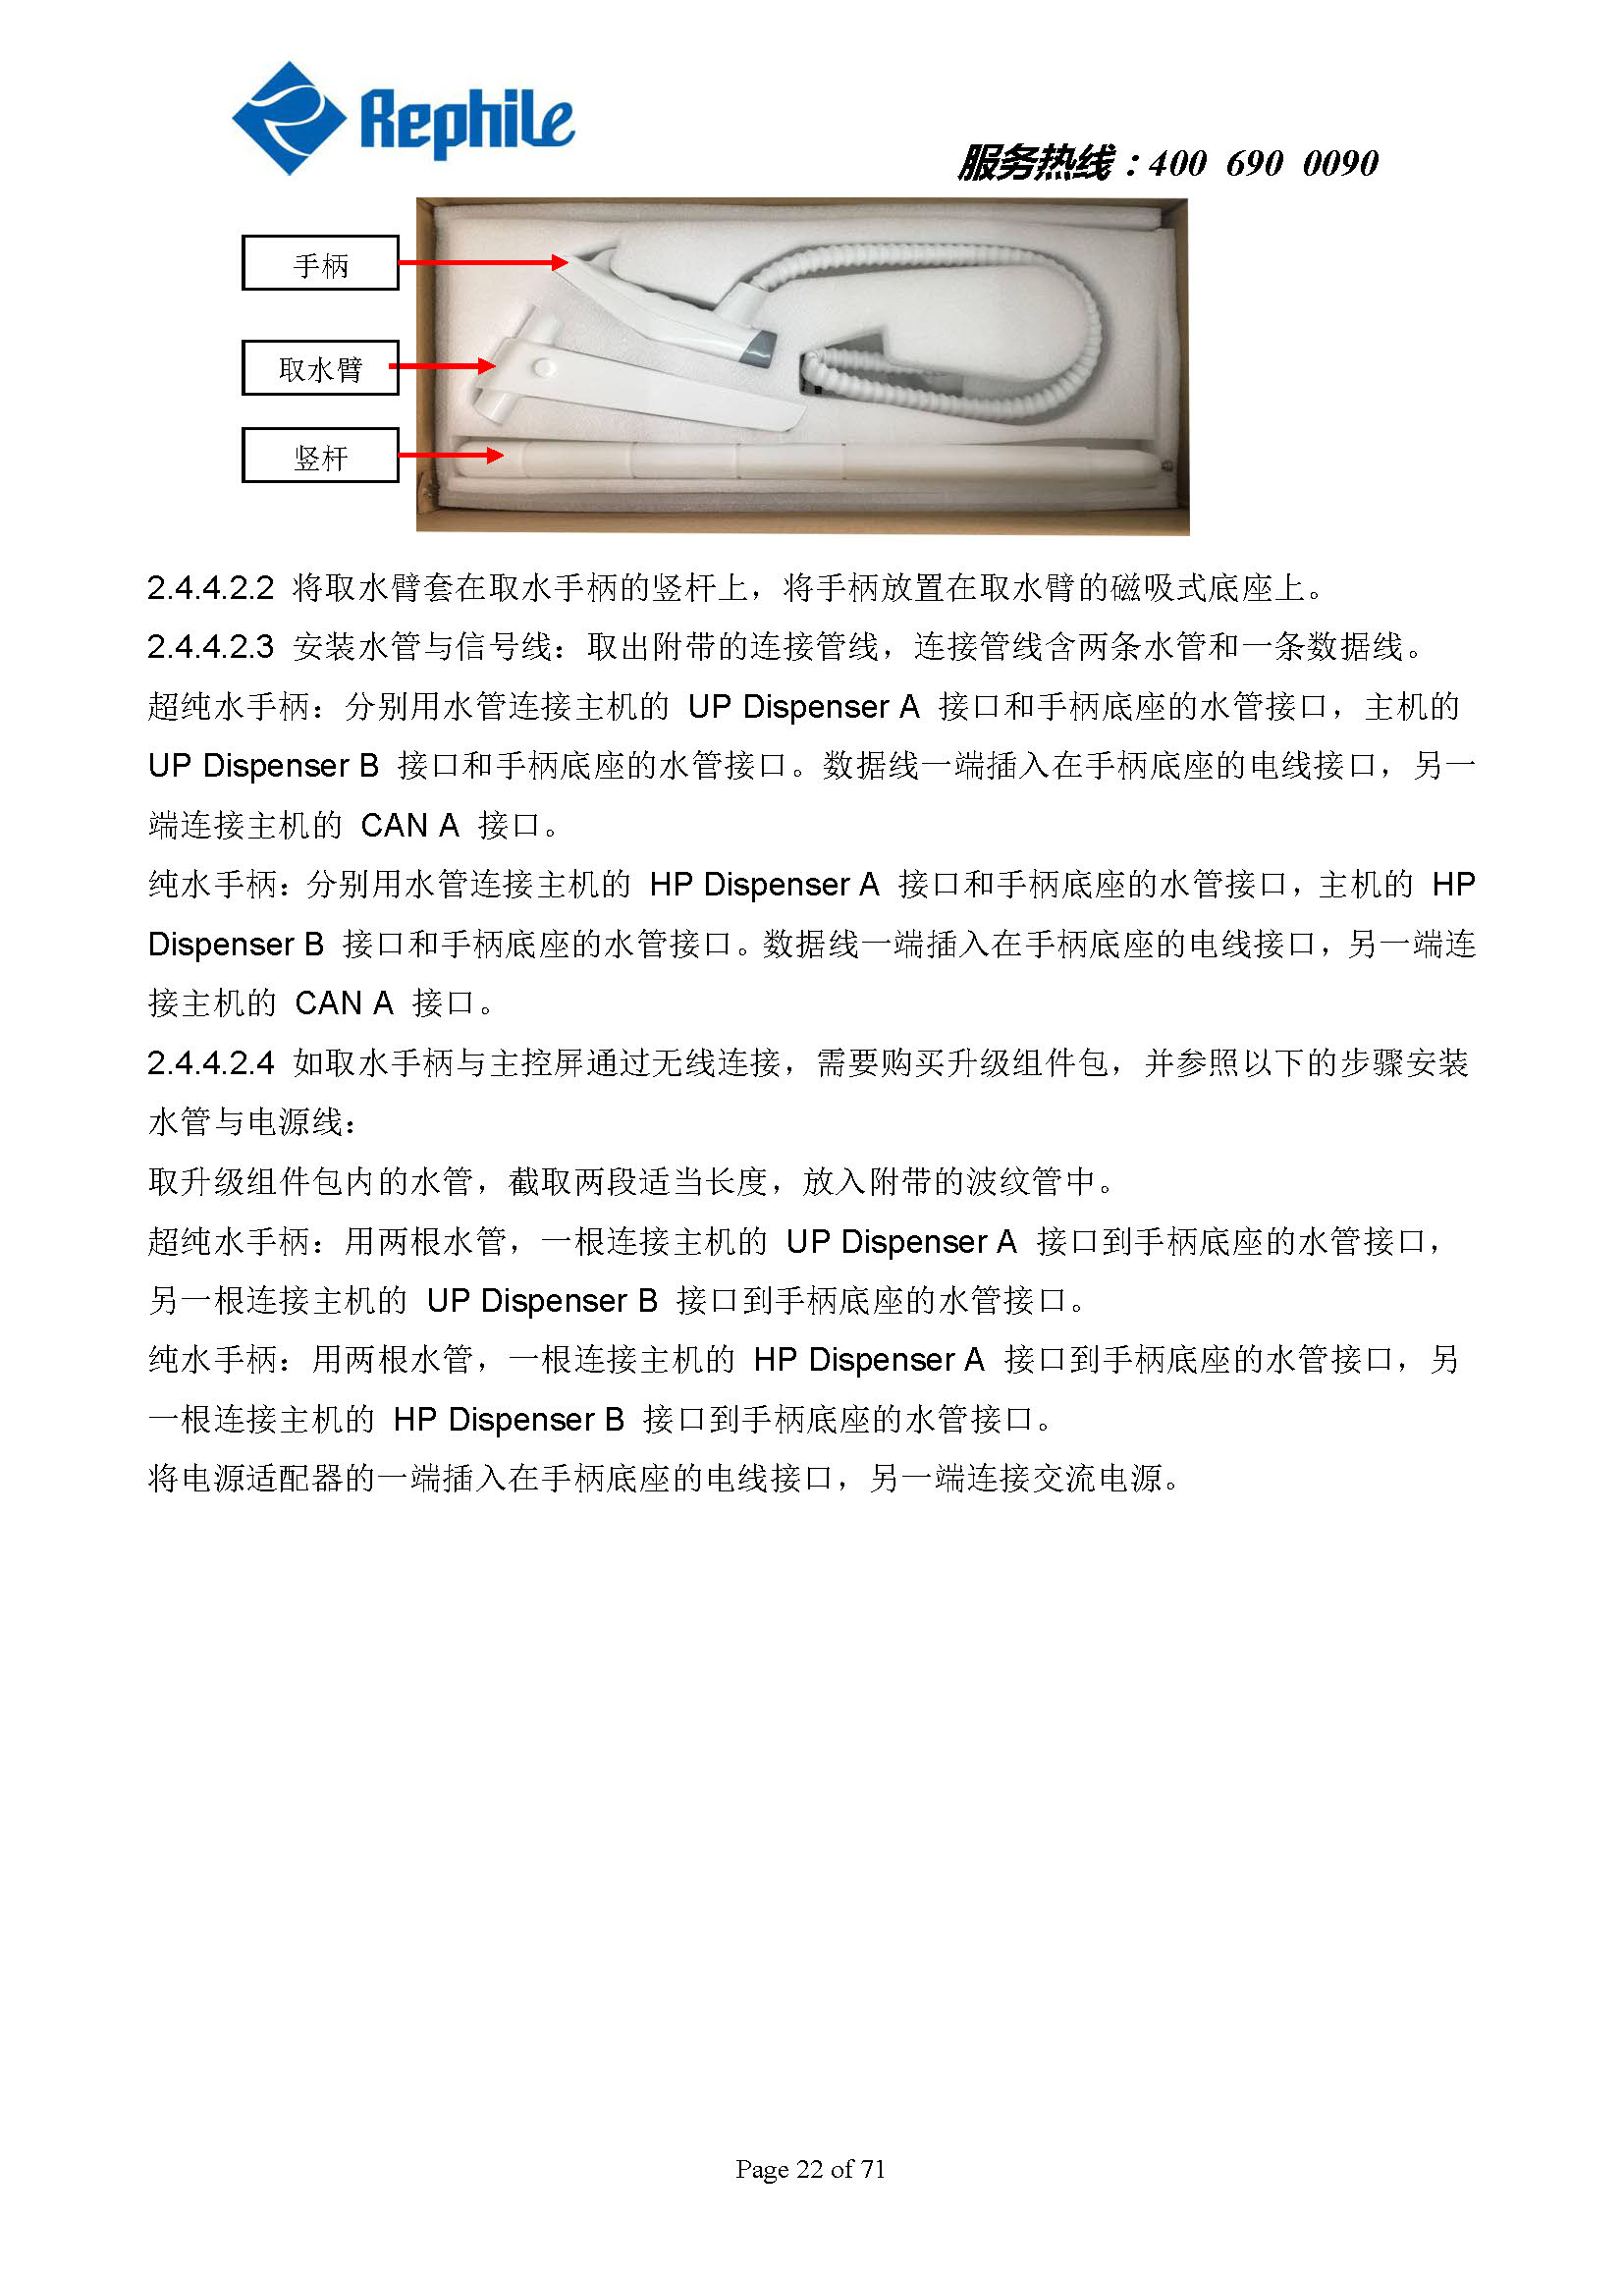 Rephile
服务热线：400 690 0090
手柄
取水臂
竖杆
2.4.4.2.2 将取水臂套在取水手柄的竖杆上，将手柄放置在取水臂的磁吸式底座上。
2.4.4.2.3 安装水管与信号线：取出附带的连接管线，连接管线含两条水管和一条数据线。
超纯水手柄：分别用水管连接主机的 UP Dispenser A 接口和手柄底座的水管接口，主机的
UP Dispenser B 接口和手柄底座的水管接口。数据线一端插入在手柄底座的电线接口，另一
端连接主机的 CAN A 接口。
纯水手柄：分别用水管连接主机的 HP Dispenser A 接口和手柄底座的水管接口，主机的 HP
Dispenser B 接口和手柄底座的水管接口。数据线一端插入在手柄底座的电线接口，另一端连
接主机的 CAN A 接口。
2.4.4.2.4 如取水手柄与主控屏通过无线连接，需要购买升级组件包，并参照以下的步骤安装
水管与电源线：
取升级组件包内的水管，截取两段适当长度，放入附带的波纹管中。
超纯水手柄：用两根水管，一根连接主机的 UP Dispenser A 接口到手柄底座的水管接口，
另一根连接主机的 UP Dispenser B 接口到手柄底座的水管接口。
纯水手柄：用两根水管，一根连接主机的 HP Dispenser A 接口到手柄底座的水管接口，另
一根连接主机的 HP Dispenser B 接口到手柄底座的水管接口。
将电源适配器的一端插入在手柄底座的电线接口，另一端连接交流电源。
Page 22 of 71